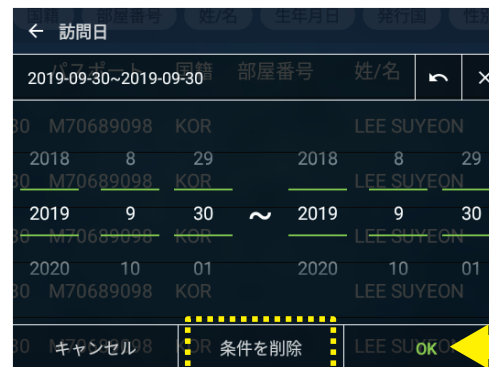 国籍 部屋番号 姓/名 生年月日 発行国 性別
← 訪問日
パスポート 国籍 部屋番号 姓/名
2019-09-30~2019-09-30
30 M70689098 KOR LEE SUYEON
2018 8 29 2018 8 29
30 M70689098 KOR LEE SUYEON
2019 9 30 ~ 2019 9 30
30 M70689098 KOR LEE SUYEON
2020 10 01 2020 10 01
30 M70689098 KOR LEE SUYEON
キャンセル 条件を削除 OK